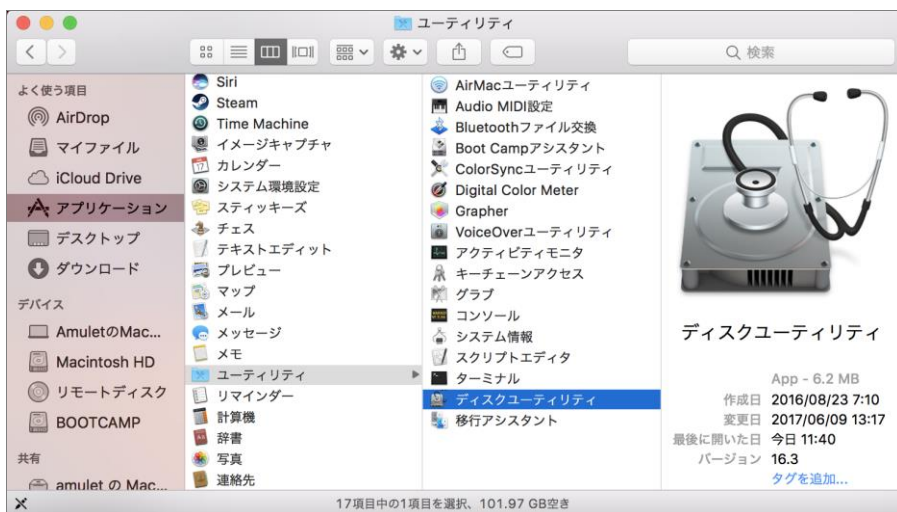 ユーティリティ
検索
よく使う項目
AirDrop
マイファイル
iCloud Drive
アプリケーション
デスクトップ
ダウンロード
デバイス
AmuletのMac...
Macintosh HD
リモートディスク
BOOTCAMP
共有
amulet の Mac...
Siri
Steam
Time Machine
イメージキャプチャ
カレンダー
システム環境設定
スティッキーズ
チェス
テキストエディット
プレビュー
マップ
メール
メッセージ
メモ
ユーティリティ
リマインダー
計算機
辞書
写真
連絡先
AirMacユーティリティ
Audio MIDI設定
Bluetoothファイル交換
Boot Campアシスタント
ColorSyncユーティリティ
Digital Color Meter
Grapher
VoiceOverユーティリティ
アクティビティモニタ
キーチェーンアクセス
グラブ
コンソール
システム情報
スクリプトエディタ
ターミナル
ディスクユーティリティ
移行アシスタント
ディスクユーティリティ
App - 6.2 MB
作成日 2016/08/23 7:10
変更日 2017/06/09 13:17
最後に開いた日 今日 11:40
バージョン 16.3
タグを追加...
17項目中の1項目を選択、101.97 GB空き